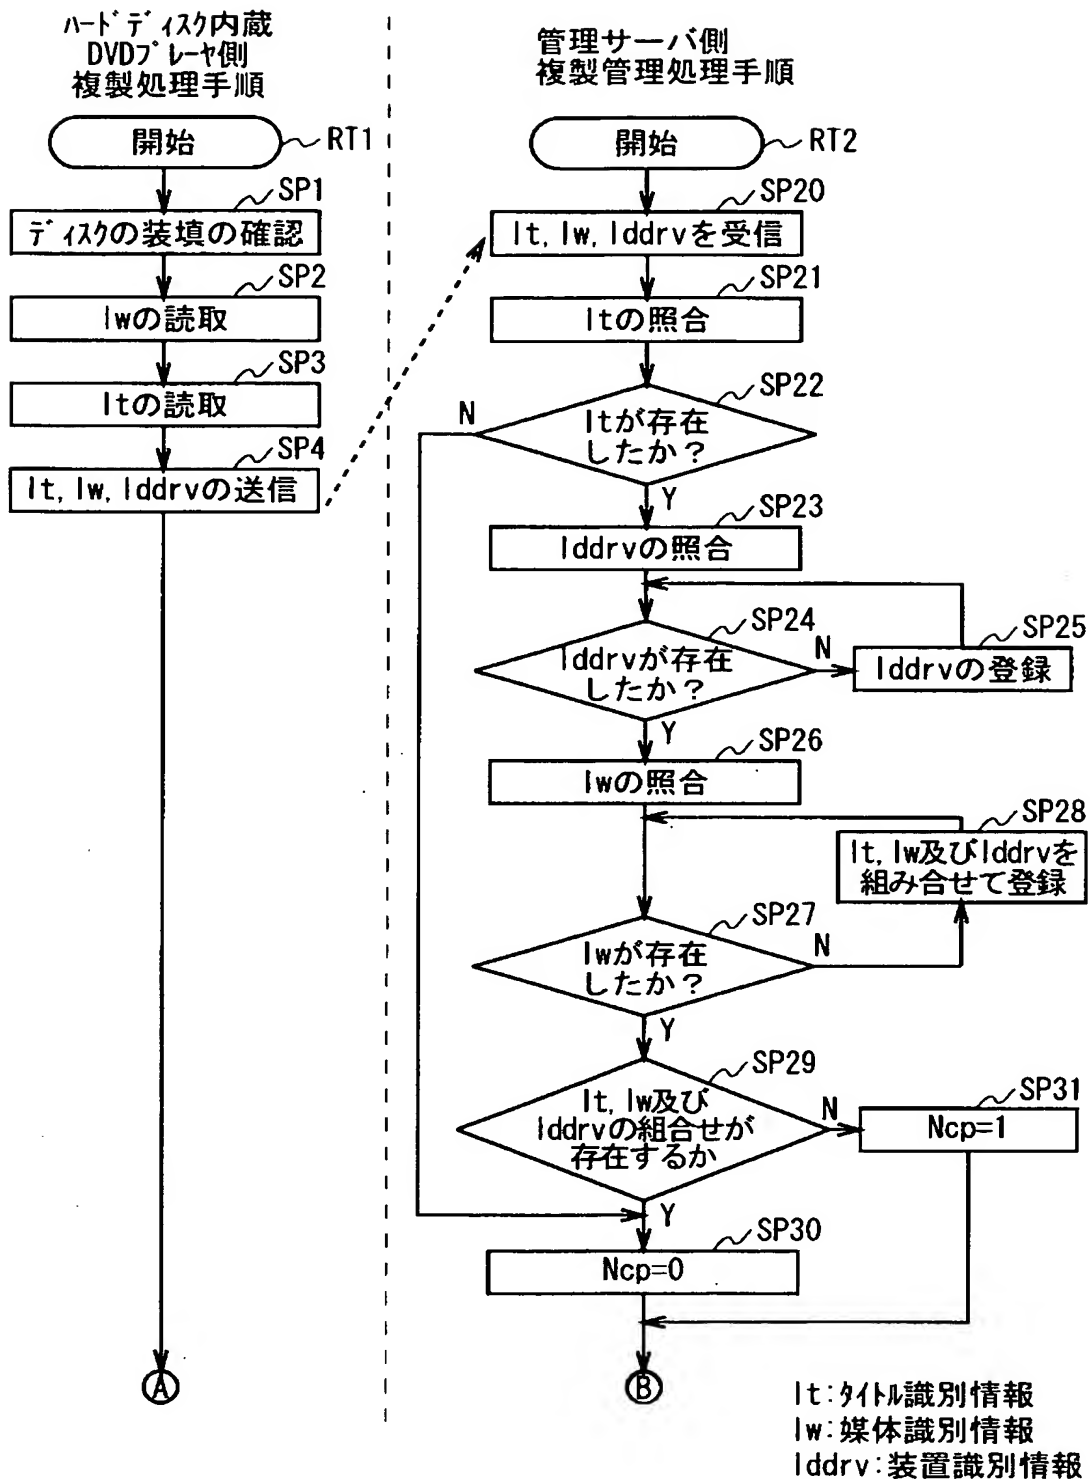 ハードディスク内蔵
DVDプレーヤ側
複製処理手順
開始
RT1
SP1
ディスクの装填の確認
SP2
Iwの読取
SP3
Itの読取
SP4
It, Iw, Iddrvの送信
A
管理サーバ側
複製管理処理手順
開始
RT2
SP20
It, Iw, Iddrvを受信
SP21
Itの照合
SP22
Itが存在
したか？
N
Y
SP23
Iddrvの照合
SP24
Iddrvが存在
したか？
N
SP25
Iddrvの登録
Y
SP26
Iwの照合
SP28
It, Iw及びIddrvを
組み合せて登録
SP27
Iwが存在
したか？
N
Y
SP29
It, Iw及び
Iddrvの組合せが
存在するか
N
SP31
Ncp=1
Y
SP30
Ncp=0
B
It:タイトル識別情報
Iw:媒体識別情報
Iddrv:装置識別情報